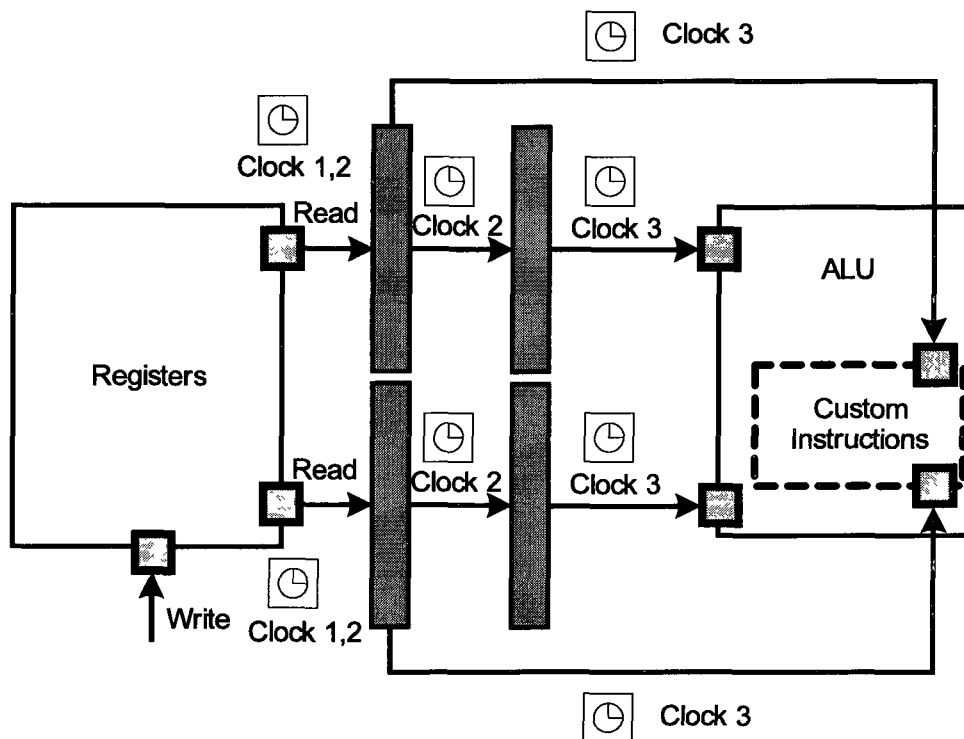 Clock 3
Clock 1,2
Read
Clock 2
Clock 3
ALU
Registers
Custom
Instructions
Read
Clock 2
Clock 3
Write
Clock 1,2
Clock 3